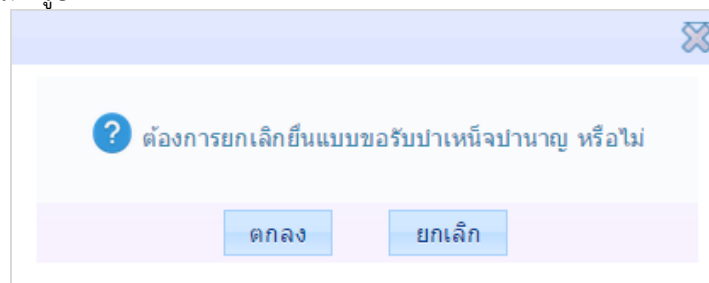 ต้องการยกเลิกยื่นแบบขอรับบำเหน็จบำนาญ หรือไม่
ตกลง
ยกเลิก